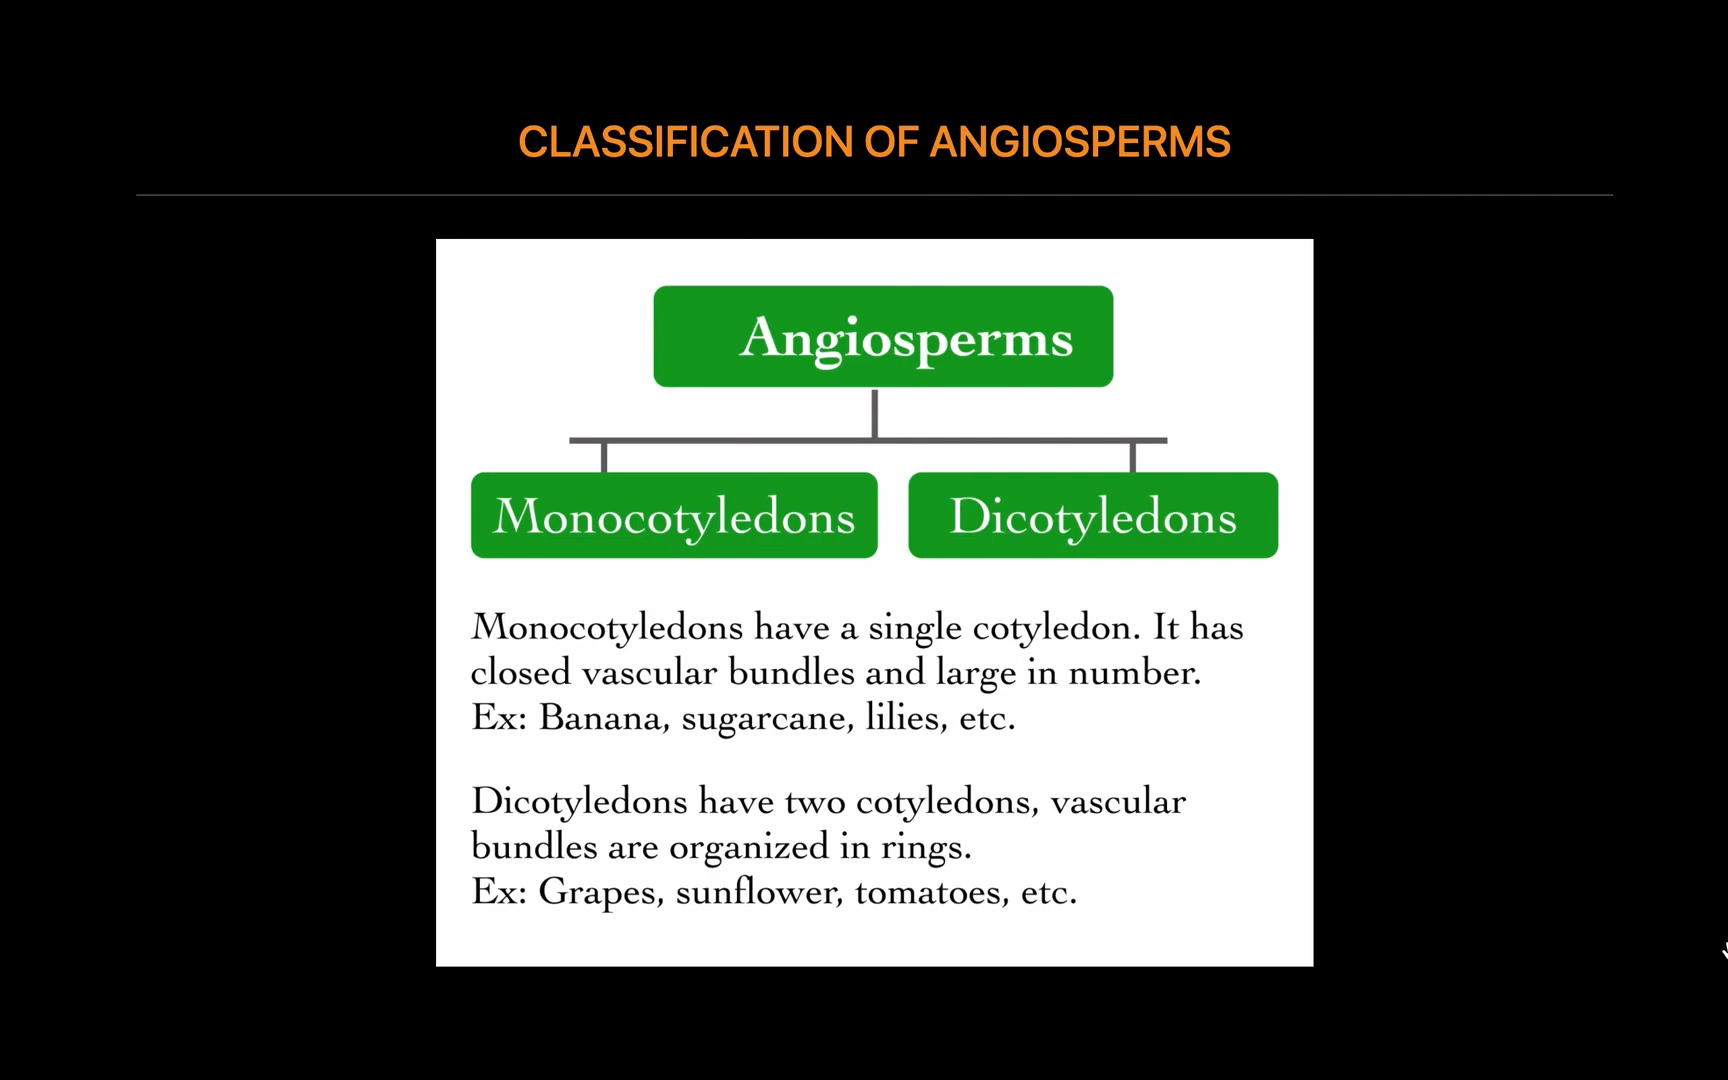 CLASSIFICATION OF ANGIOSPERMS
Angiosperms
Monocotyledons
Dicotyledons
Monocotyledons have a single cotyledon. It has
closed vascular bundles and large in number.
Ex: Banana, sugarcane, lilies, etc.
Dicotyledons have two cotyledons, vascular
bundles are organized in rings.
Ex: Grapes, sunflower, tomatoes, etc.